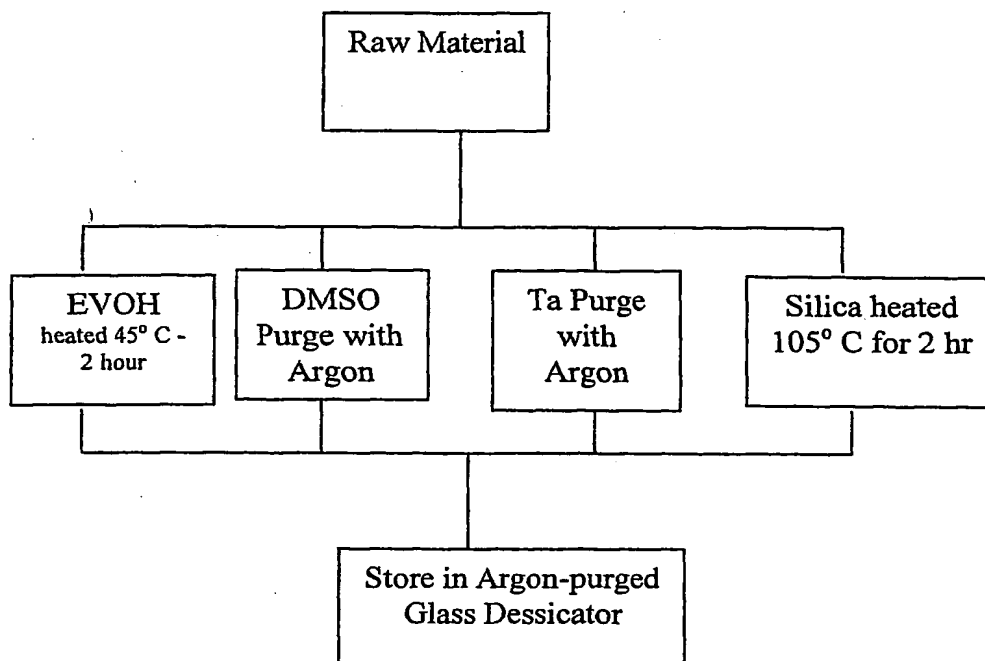 Raw Material
EVOH
heated 45° C -
2 hour
DMSO
Purge with
Argon
Ta Purge
with
Argon
Silica heated
105° C for 2 hr
Store in Argon-purged
Glass Dessicator